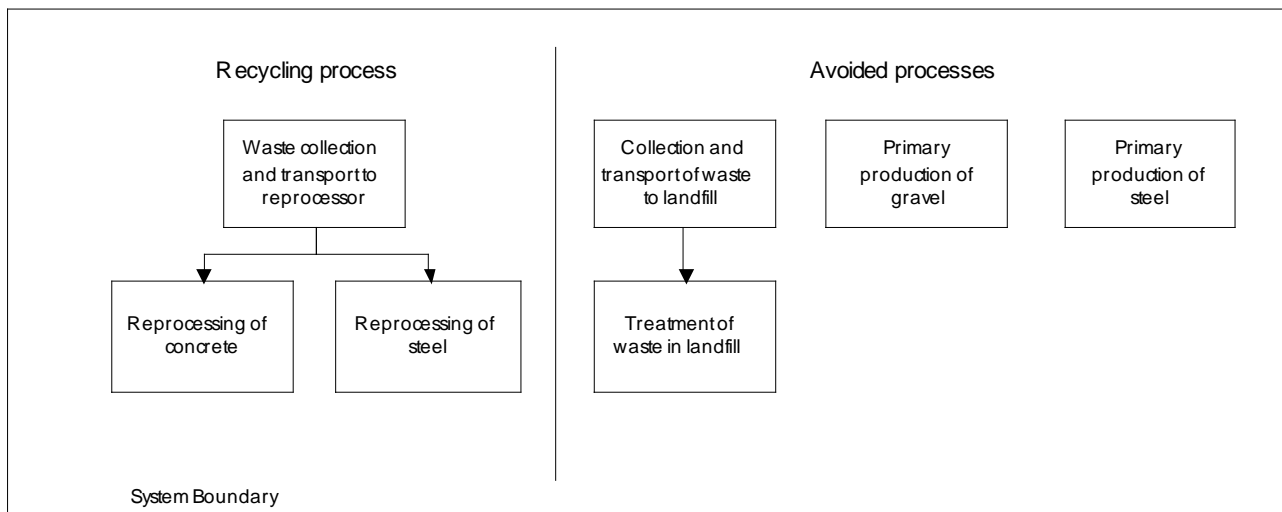 Recycling process
Waste collection
and transport to
reprocessor
Reprocessing of
concrete
Reprocessing of
steel
Avoided processes
Collection and
transport of waste
to landfill
Primary
production of
gravel
Primary
production of
steel
Treatment of
waste in landfill
System Boundary